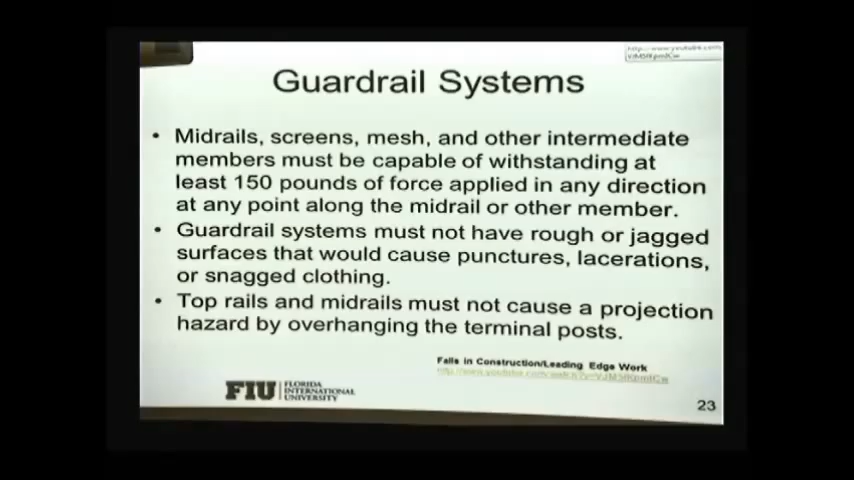 Guardrail Systems
• Midrails, screens, mesh, and other intermediate
members must be capable of withstanding at
least 150 pounds of force applied in any direction
at any point along the midrail or other member.
• Guardrail systems must not have rough or jagged
surfaces that would cause punctures, lacerations,
or snagged clothing.
• Top rails and midrails must not cause a projection
hazard by overhanging the terminal posts.
Falls in Construction/Leading Edge Work
FIU
FLORIDA
INTERNATIONAL
UNIVERSITY
23